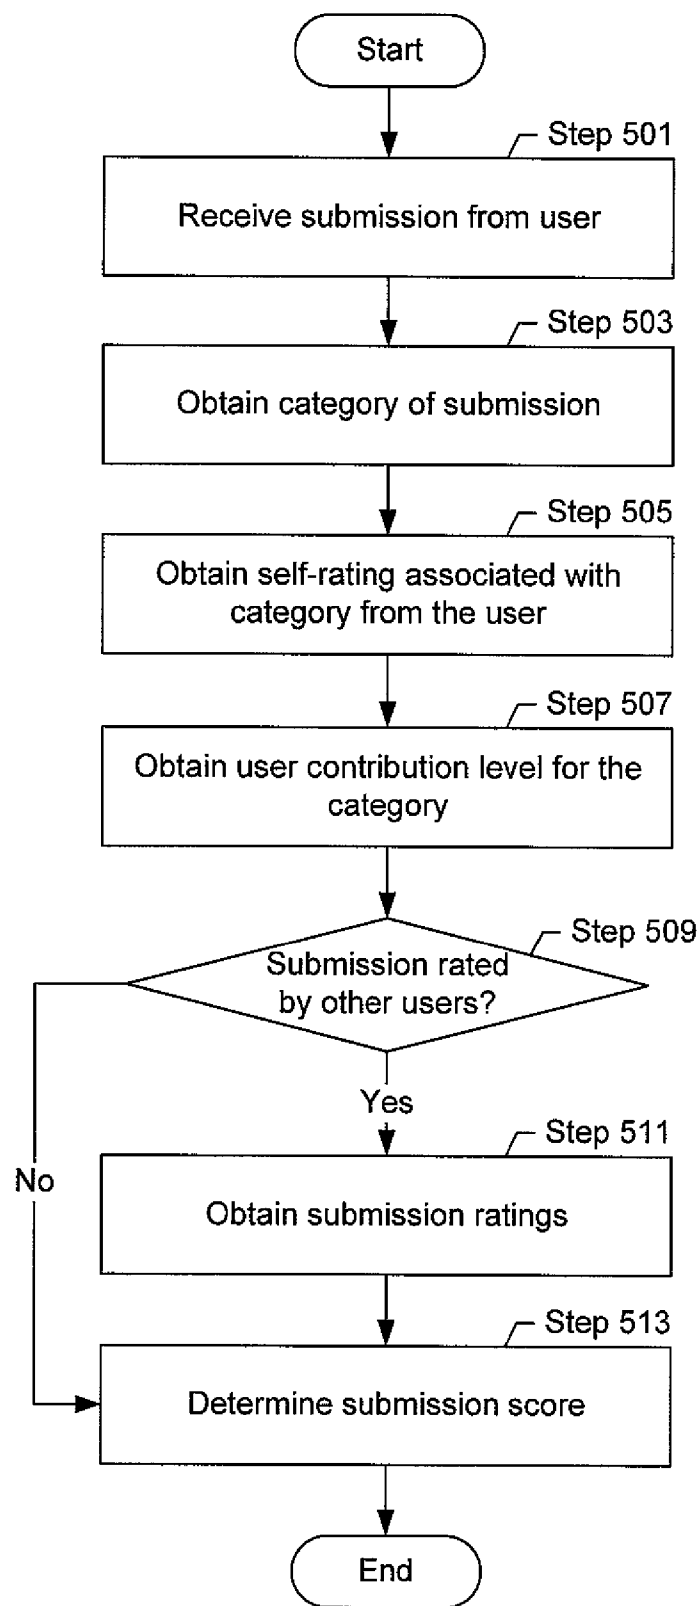 Start
Step 501
Receive submission from user
Step 503
Obtain category of submission
Step 505
Obtain self-rating associated with
category from the user
Step 507
Obtain user contribution level for the
category
Step 509
Submission rated
by other users?
Yes
Step 511
No
Obtain submission ratings
Step 513
Determine submission score
End